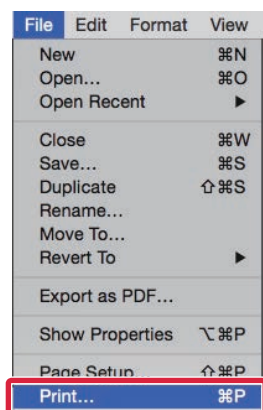 File Edit Format View
New ⌘N
Open... ⌘O
Open Recent ▶
Close ⌘W
Save... ⌘S
Duplicate ⇧⌘S
Rename...
Move To...
Revert To ▶
Export as PDF...
Show Properties ⌥⌘P
Page Setup... ⇧⌘P
Print... ⌘P